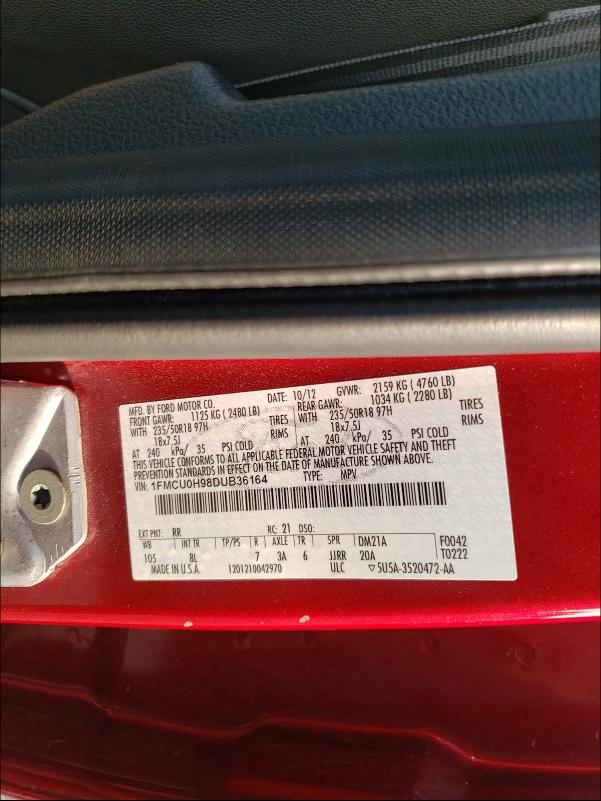 MFD. BY FORD MOTOR CO. DATE: 10/12 GVWR: 2159 KG ( 4760 LB)
FRONT GAWR: 1125 KG ( 2480 LB) REAR GAWR: 1034 KG ( 2280 LB)
WITH 235/50R18 97H TIRES WITH 235/50R18 97H TIRES
18x7.5J RIMS 18x7.5J RIMS
AT 240 kPa/ 35 PSI COLD AT 240 kPa/ 35 PSI COLD
THIS VEHICLE CONFORMS TO ALL APPLICABLE FEDERAL MOTOR VEHICLE SAFETY AND THEFT
PREVENTION STANDARDS IN EFFECT ON THE DATE OF MANUFACTURE SHOWN ABOVE.
VIN: 1FMCU0H98DUB36164 TYPE: MPV
EXT PNT: RR RC: 21 DSO: F0042
WB INT TR TP/PS R AXLE TR SPR DM21A T0222
105 8L 7 3A 6 JJRR 20A
MADE IN U.S.A. 1201210042970 ULC ▽5U5A-3520472-AA